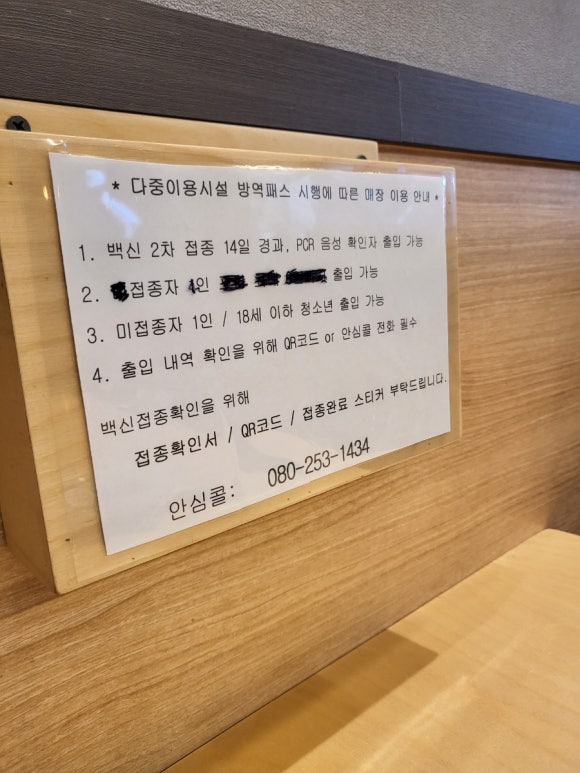 * 다중이용시설 방역패스 시행에 따른 매장 이용 안내 *
1. 백신 2차 접종 14일 경과, PCR 음성 확인자 출입 가능
2. 접종자 4인 출입 가능
3. 미접종자 1인 / 18세 이하 청소년 출입 가능
4. 출입 내역 확인을 위해 QR코드 or 안심콜 전화 필수
백신접종확인을 위해
접종확인서 / QR코드 / 접종완료 스티커 부탁드립니다.
안심콜: 080-253-1434